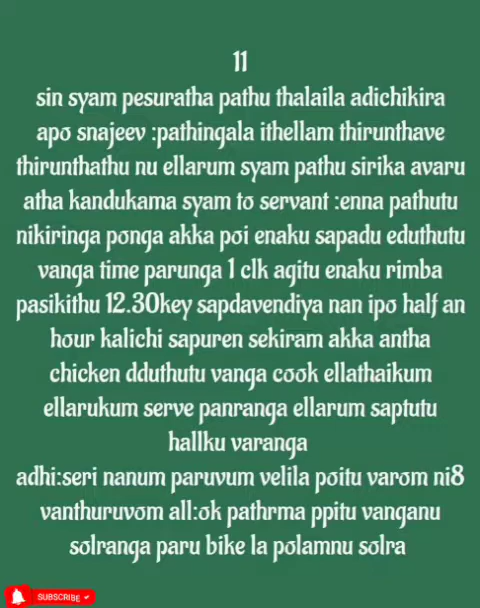 11
sin syam pesuratha pathu thalaila adichikira
apo snajeev :pathingala ithellam thirunthave
thirunthathu nu ellarum syam pathu sirika avaru
atha kandukama syam to servant :enna pathutu
nikiringa ponga akka poi enaku sapadu eduthutu
vanga time parunga 1 clk agitu enaku rimba
pasikithu 12.30key sapdavendiya nan ipo half an
hour kalichi sapuren sekiram akka antha
chicken dduthutu vanga cook ellathaikum
ellarukum serve panranga ellarum saptutu
hallku varanga
adhi:seri nanum paruvum velila poitu varom ni8
vanthuruvom all:ok pathrma ppitu vanganu
solranga paru bike la polamnu solra
SUBSCRIBE